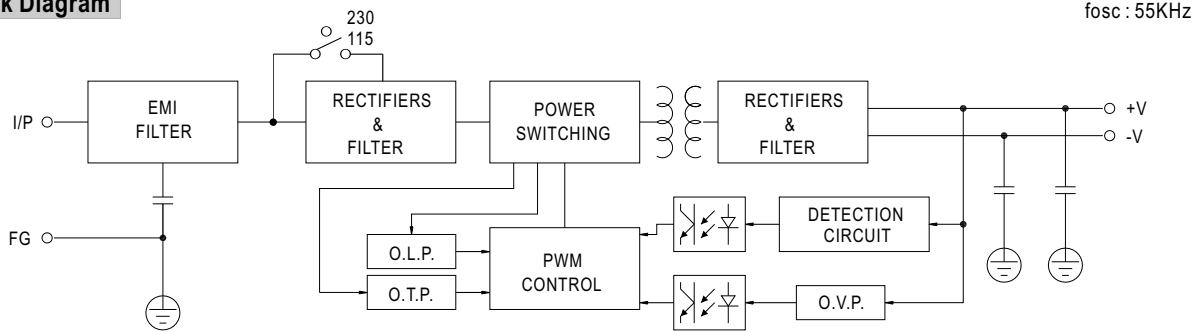 k Diagram
fosc : 55KHz
230
115
I/P
EMI
FILTER
RECTIFIERS
&
FILTER
POWER
SWITCHING
RECTIFIERS
&
FILTER
+V
-V
FG
O.L.P.
O.T.P.
PWM
CONTROL
DETECTION
CIRCUIT
O.V.P.